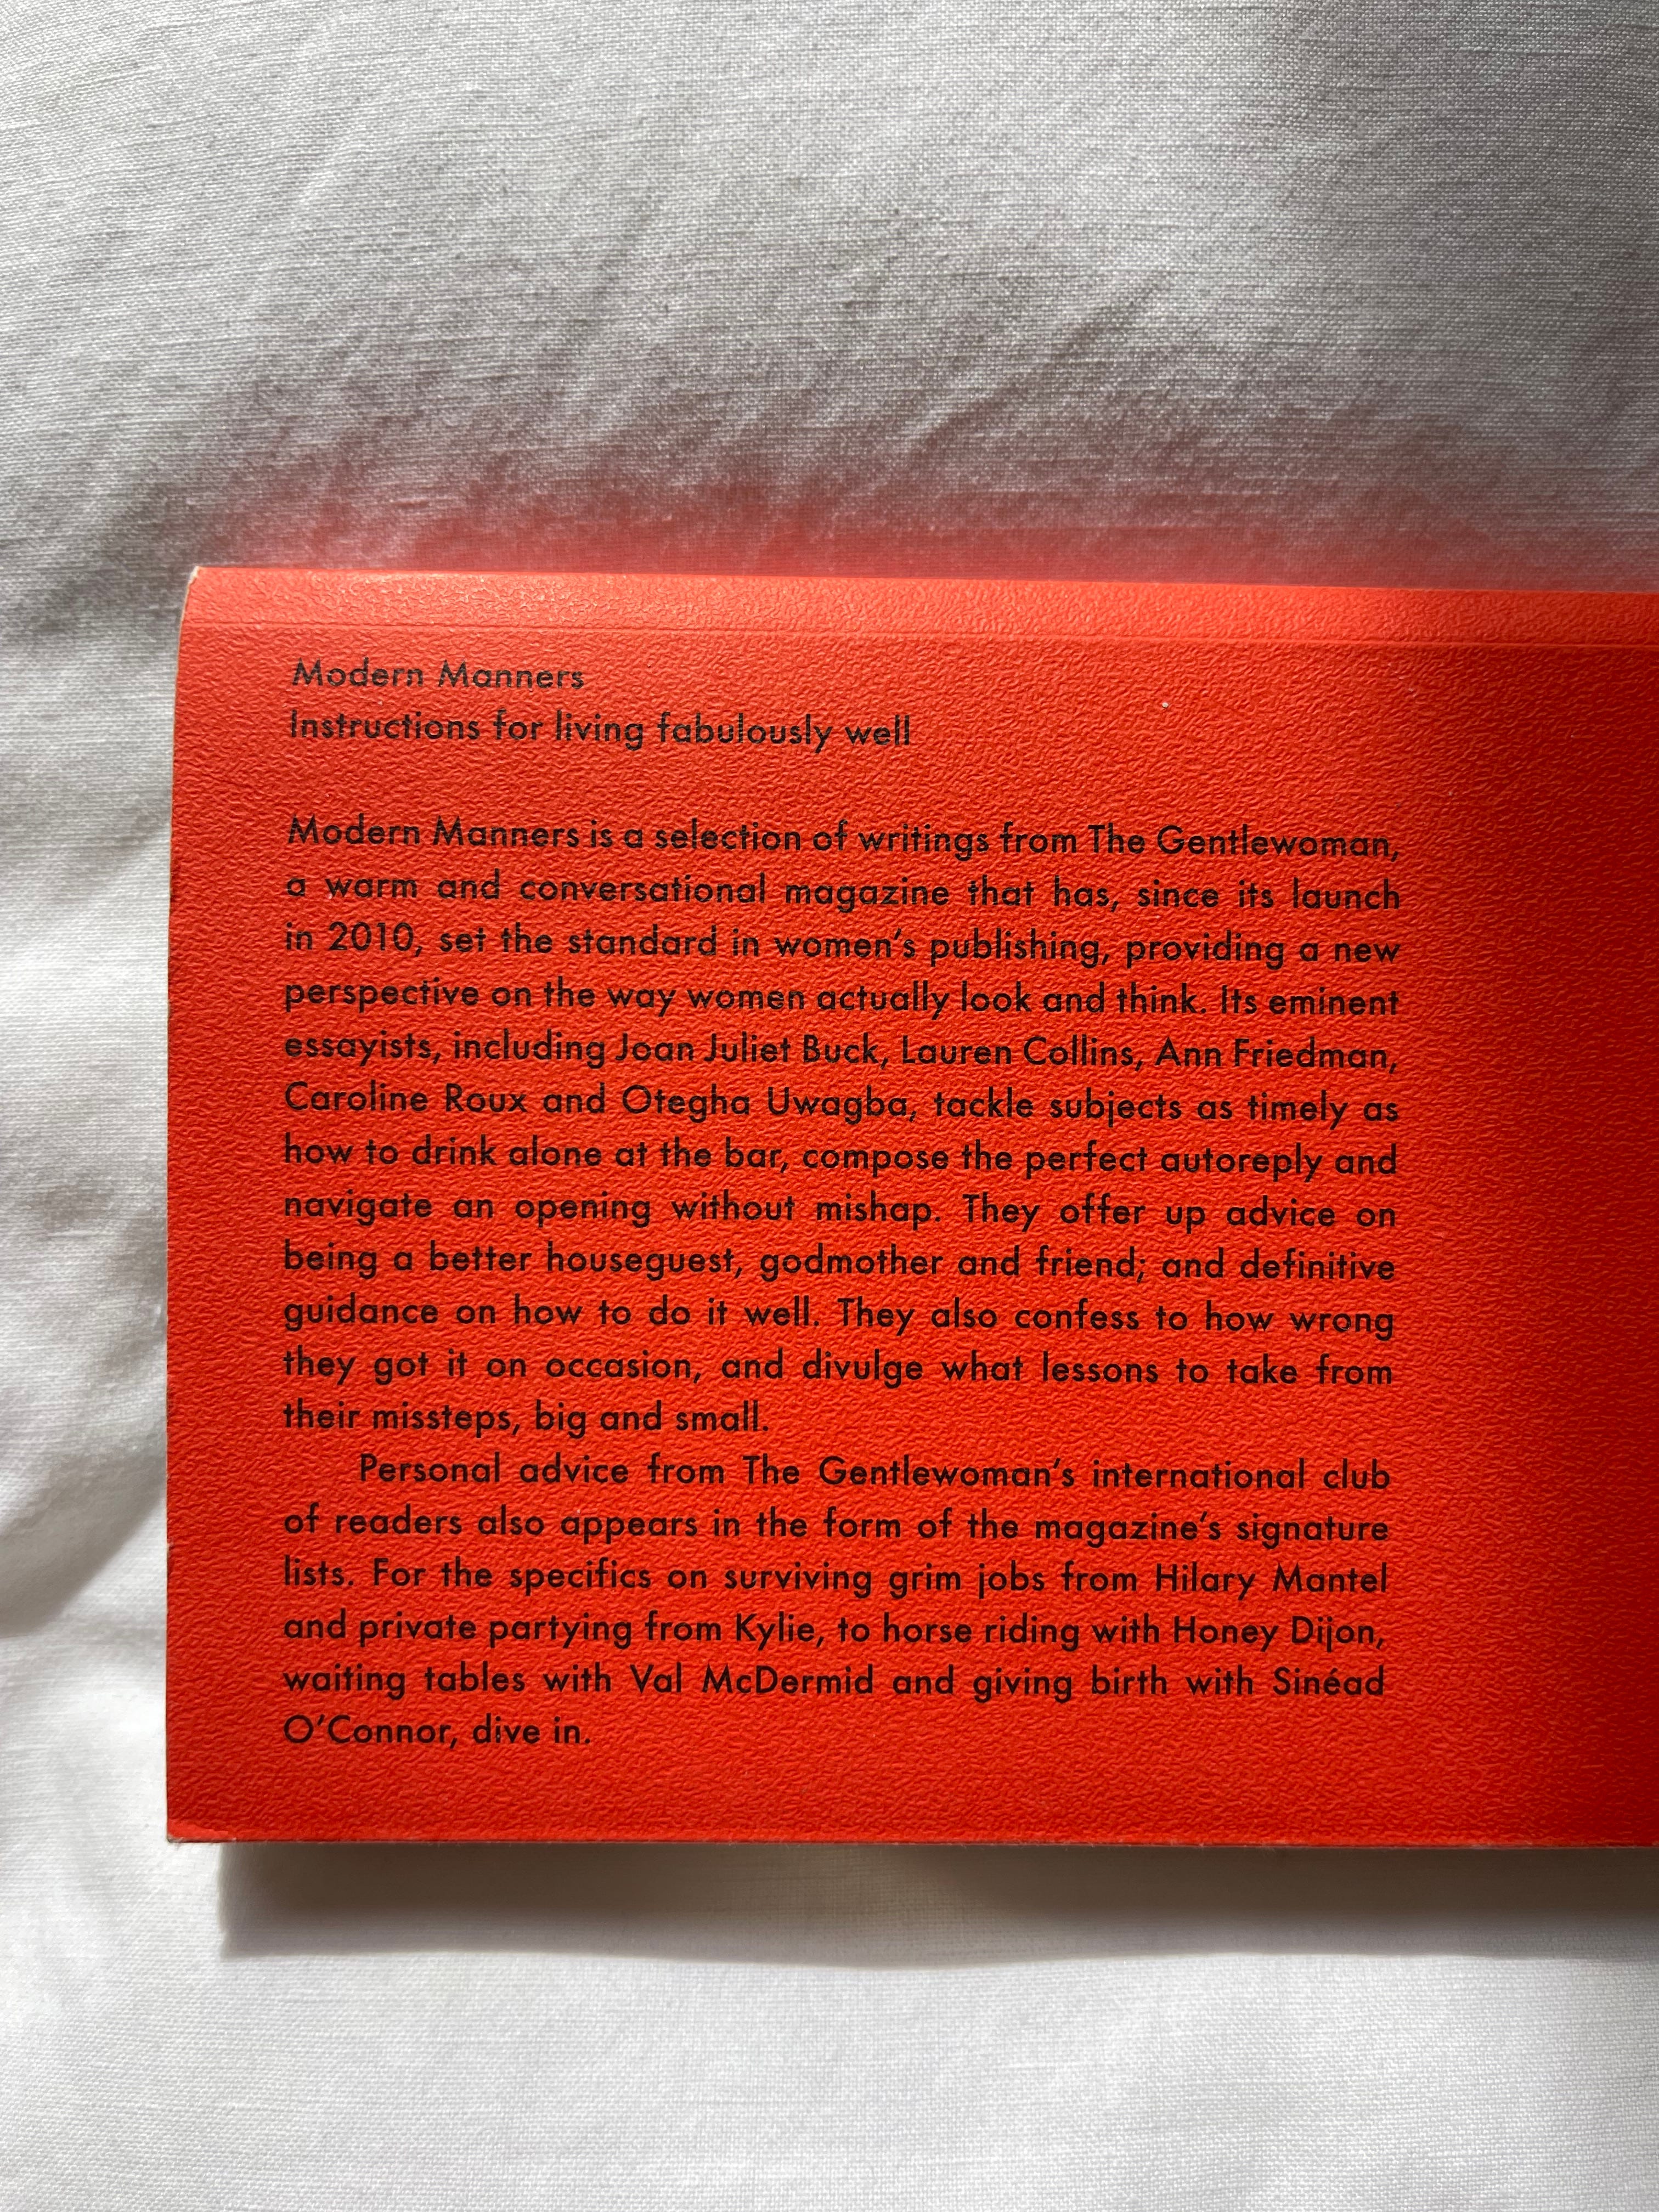 Modern Manners
Instructions for living fabulously well
Modern Manners is a selection of writings from The Gentlewoman,
a warm and conversational magazine that has, since its launch
in 2010, set the standard in women's publishing, providing a new
perspective on the way women actually look and think. Its eminent
essayists, including Joan Juliet Buck, Lauren Collins, Ann Friedman,
Caroline Roux and Otegha Uwagba, tackle subjects as timely as
how to drink alone at the bar, compose the perfect autoreply and
navigate an opening without mishap. They offer up advice on
being a better houseguest, godmother and friend; and definitive
guidance on how to do it well. They also confess to how wrong
they got it on occasion, and divulge what lessons to take from
their missteps, big and small.
Personal advice from The Gentlewoman's international club
of readers also appears in the form of the magazine's signature
lists. For the specifics on surviving grim jobs from Hilary Mantel
and private partying from Kylie, to horse riding with Honey Dijon,
waiting tables with Val McDermid and giving birth with Sinéad
O'Connor, dive in.